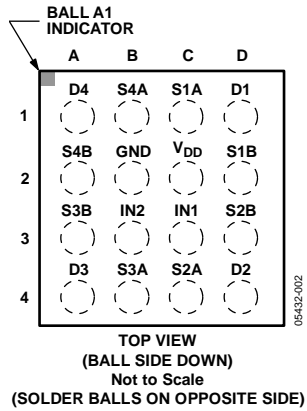 BALL A1
INDICATOR
A B C D
D4 S4A S1A D1
1
S4B GND VDD S1B
2
S3B IN2 IN1 S2B
3
D3 S3A S2A D2
4
05432-002
TOP VIEW
(BALL SIDE DOWN)
Not to Scale
(SOLDER BALLS ON OPPOSITE SIDE)